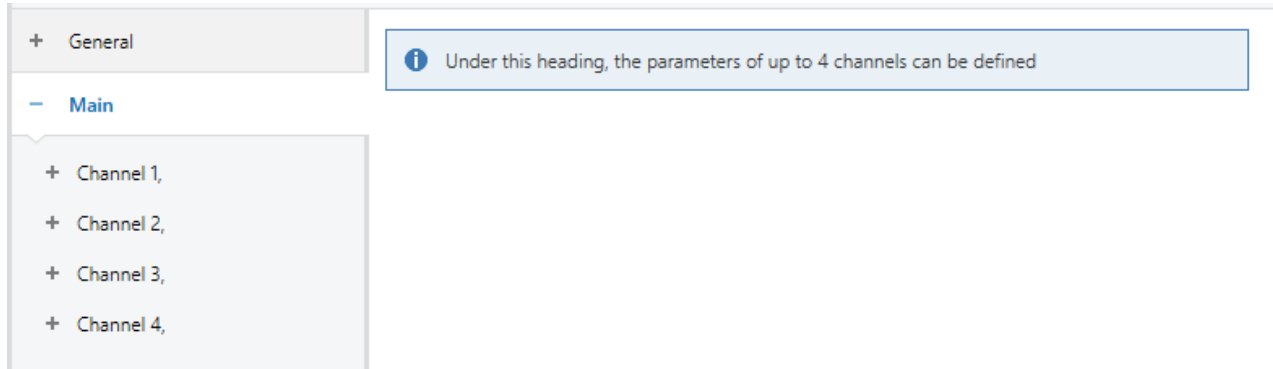 General
Under this heading, the parameters of up to 4 channels can be defined
Main
Channel 1,
Channel 2,
Channel 3,
Channel 4,